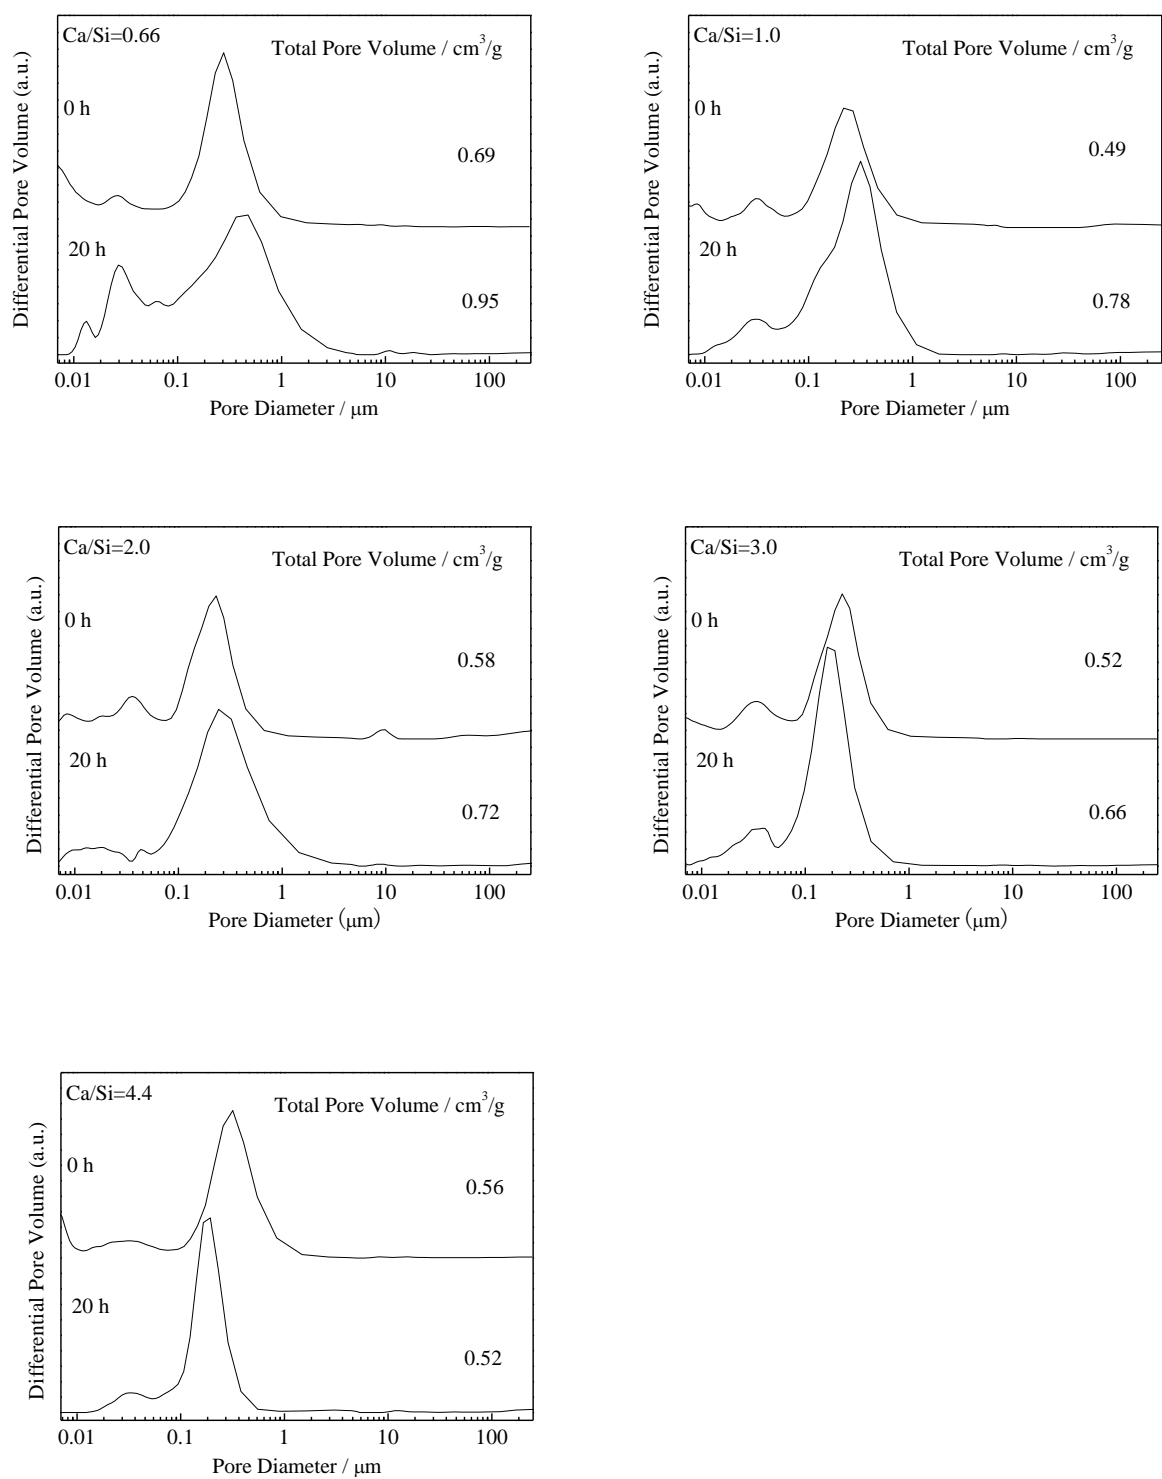 Ca/Si=0.66
Total Pore Volume / cm³/g
0 h
0.69
20 h
0.95
Differential Pore Volume (a.u.)
0.01 0.1 1 10 100
Pore Diameter / μm
Ca/Si=1.0
Total Pore Volume / cm³/g
0 h
0.49
20 h
0.78
Differential Pore Volume (a.u.)
0.01 0.1 1 10 100
Pore Diameter / μm
Ca/Si=2.0
Total Pore Volume / cm³/g
0 h
0.58
20 h
0.72
Differential Pore Volume (a.u.)
0.01 0.1 1 10 100
Pore Diameter (μm)
Ca/Si=3.0
Total Pore Volume / cm³/g
0 h
0.52
20 h
0.66
Differential Pore Volume (a.u.)
0.01 0.1 1 10 100
Pore Diameter (μm)
Ca/Si=4.4
Total Pore Volume / cm³/g
0 h
0.56
20 h
0.52
Differential Pore Volume (a.u.)
0.01 0.1 1 10 100
Pore Diameter / μm